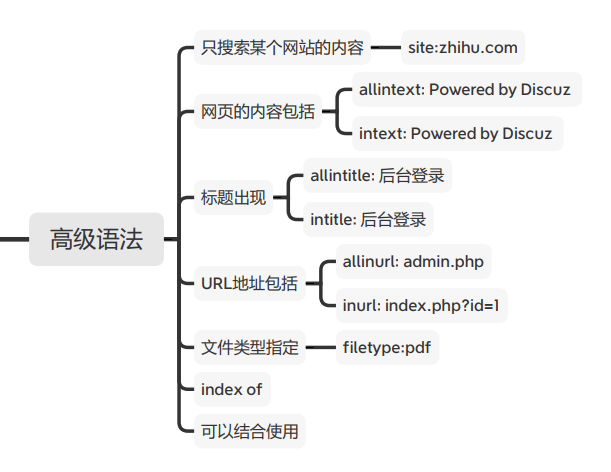 高级语法
只搜索某个网站的内容
site:zhihu.com
网页的内容包括
allintext: Powered by Discuz
intext: Powered by Discuz
标题出现
allintitle: 后台登录
intitle: 后台登录
URL地址包括
allinurl: admin.php
inurl: index.php?id=1
文件类型指定
filetype:pdf
index of
可以结合使用